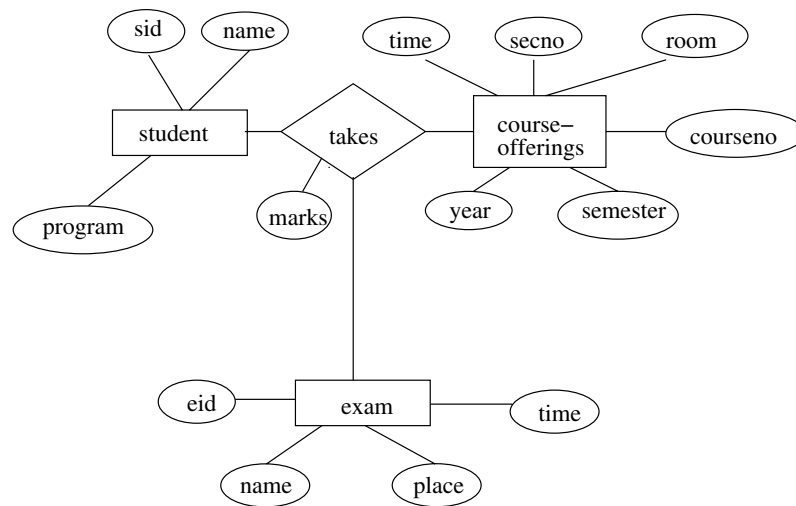 sid
name
time
secno
room
student
takes
course–
offerings
courseno
program
marks
year
semester
eid
exam
time
name
place